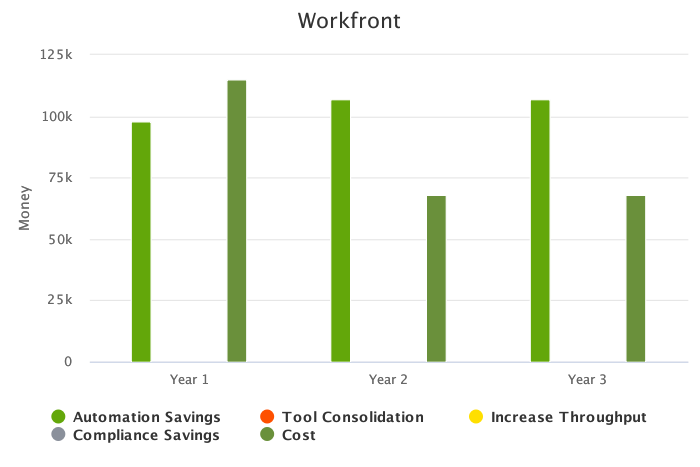 Workfront
125k
100k
75k
50k
25k
0
Money
Year 1
Year 2
Year 3
Automation Savings
Tool Consolidation
Increase Throughput
Compliance Savings
Cost